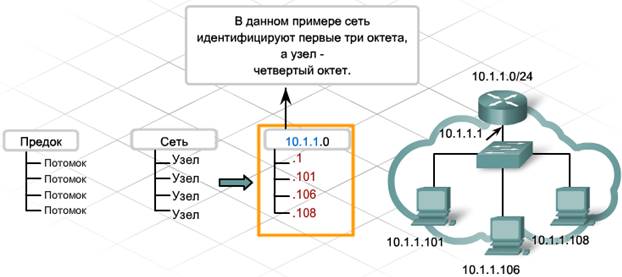 В данном примере сеть
идентифицируют первые три октета,
а узел -
четвертый октет.
10.1.1.0/24
10.1.1.1
Предок
Потомок
Потомок
Потомок
Потомок
Сеть
Узел
Узел
Узел
Узел
10.1.1.0
.1
.101
.106
.108
10.1.1.101
10.1.1.108
10.1.1.106